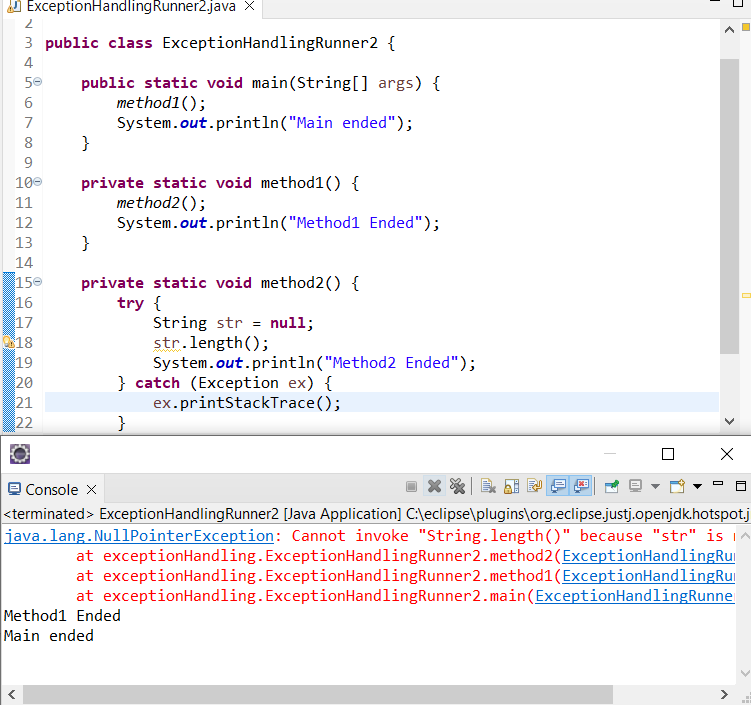 ExceptionHandlingRunner2.java
2
3 public class ExceptionHandlingRunner2 {
4
5 public static void main(String[] args) {
6 method1();
7 System.out.println("Main ended");
8 }
9
10 private static void method1() {
11 method2();
12 System.out.println("Method1 Ended");
13 }
14
15 private static void method2() {
16 try {
17 String str = null;
18 str.length();
19 System.out.println("Method2 Ended");
20 } catch (Exception ex) {
21 ex.printStackTrace();
22 }
Console
<terminated> ExceptionHandlingRunner2 [Java Application] C:\eclipse\plugins\org.eclipse.justj.openjdk.hotspot.j
java.lang.NullPointerException: Cannot invoke "String.length()" because "str" is
at exceptionHandling.ExceptionHandlingRunner2.method2(ExceptionHandlingRu
at exceptionHandling.ExceptionHandlingRunner2.method1(ExceptionHandlingRu
at exceptionHandling.ExceptionHandlingRunner2.main(ExceptionHandlingRunne
Method1 Ended
Main ended